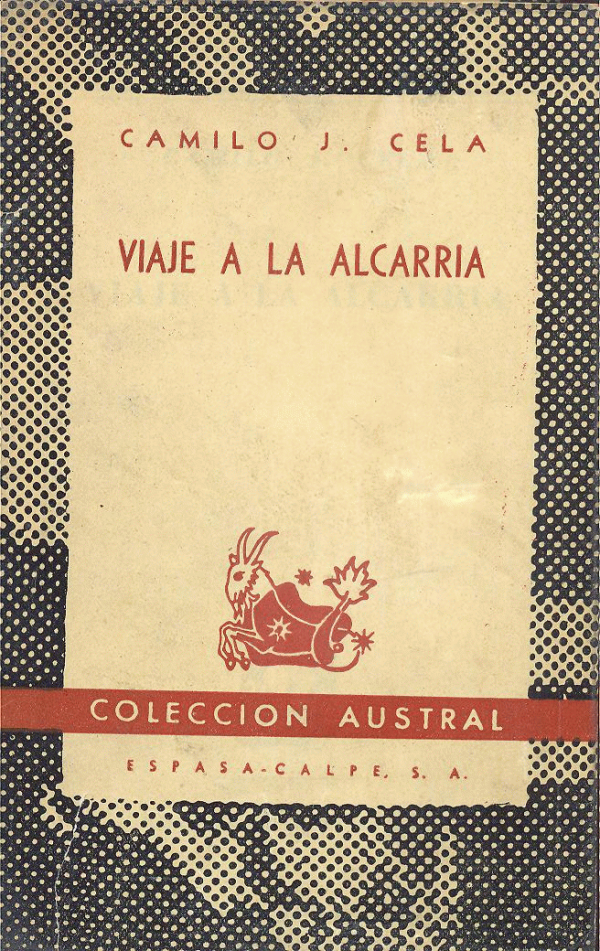 CAMILO J. CELA
VIAJE A LA ALCARRIA
COLECCION AUSTRAL
ESPASA-CALPE, S. A.